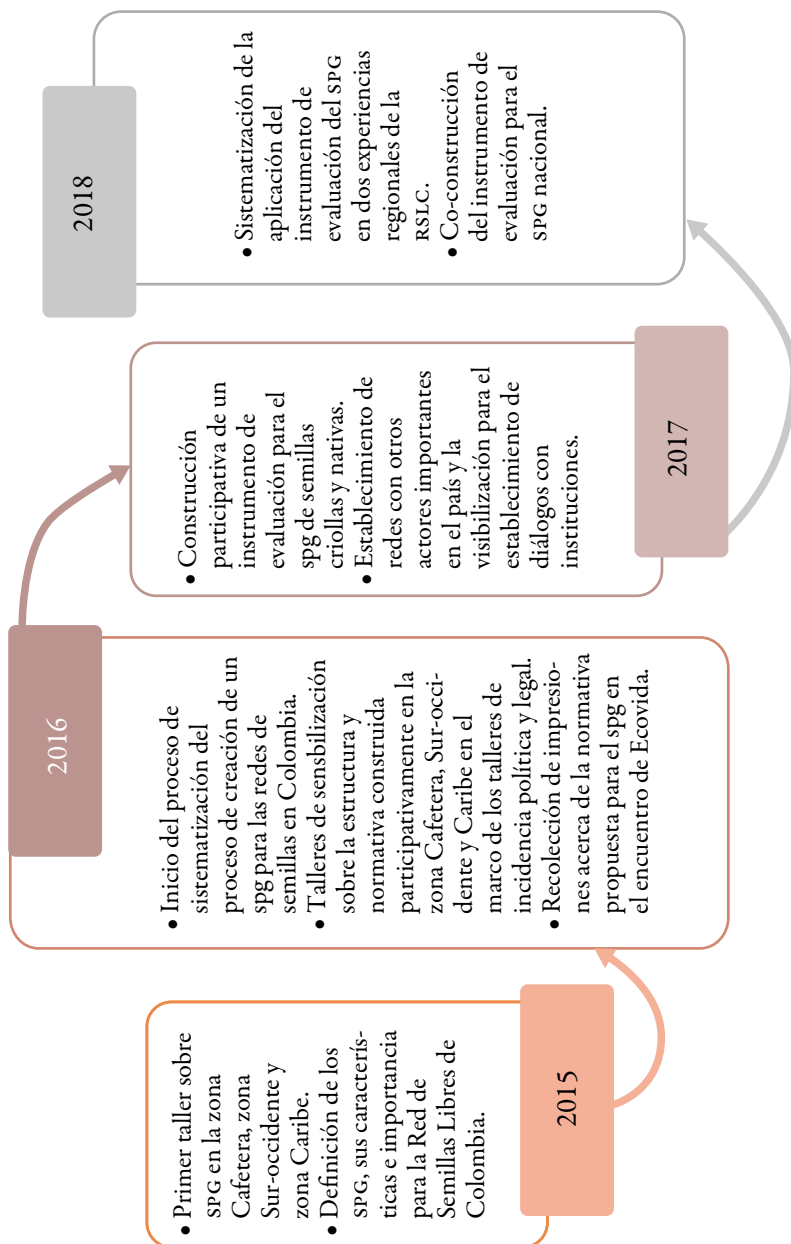 • Primer taller sobre
SPG en la zona
Cafetera, zona
Sur-occidente y
zona Caribe.
• Definición de los
SPG, sus caracterís-
ticas e importancia
para la Red de
Semillas Libres de
Colombia.
2015
2016
• Inicio del proceso de
sistematización del
proceso de creación de un
spg para las redes de
semillas en Colombia.
• Talleres de sensbilización
sobre la estructura y
normativa construida
participativamente en la
zona Cafetera, Sur-occi-
dente y Caribe en el
marco de los talleres de
incidencia política y legal.
• Recolección de impresio-
nes acerca de la normativa
propuesta para el spg en
el encuentro de Ecovida.
• Construcción
participativa de un
instrumento de
evaluación para el
spg de semillas
criollas y nativas.
• Establecimiento de
redes con otros
actores importantes
en el país y la
visibilización para el
establecimiento de
diálogos con
instituciones.
2017
2018
• Sistematización de la
aplicación del
instrumento de
evaluación del SPG
en dos experiencias
regionales de la
RSLC.
• Co-construcción
del instrumento de
evaluación para el
SPG nacional.